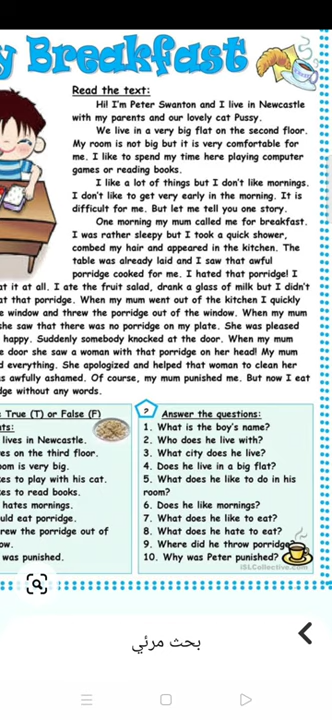 y Breakfast
Read the text:
Hi! I'm Peter Swanton and I live in Newcastle
with my parents and our lovely cat Pussy.
We live in a very big flat on the second floor.
My room is not big but it is very comfortable for
me. I like to spend my time here playing computer
games or reading books.
I like a lot of things but I don't like mornings.
I don't like to get very early in the morning. It is
difficult for me. But let me tell you one story.
One morning my mum called me for breakfast.
I was rather sleepy but I took a quick shower,
combed my hair and appeared in the kitchen. The
table was already laid and I saw that awful
porridge cooked for me. I hated that porridge! I
at it at all. I ate the fruit salad, drank a glass of milk but I didn't
at that porridge. When my mum went out of the kitchen I quickly
e window and threw the porridge out of the window. When my mum
she saw that there was no porridge on my plate. She was pleased
happy. Suddenly somebody knocked at the door. When my mum
e door she saw a woman with that porridge on her head! My mum
d everything. She apologized and helped that woman to clean her
s awfully ashamed. Of course, my mum punished me. But now I eat
dge without any words.
True (T) or False (F)
ts:
lives in Newcastle.
es on the third floor.
oom is very big.
kes to play with his cat.
kes to read books.
hates mornings.
uld eat porridge.
rew the porridge out of
ow.
was punished.
2 Answer the questions:
1. What is the boy's name?
2. Who does he live with?
3. What city does he live?
4. Does he live in a big flat?
5. What does he like to do in his
room?
6. Does he like mornings?
7. What does he like to eat?
8. What does he hate to eat?
9. Where did he throw porridge?
10. Why was Peter punished?
iSLCollective.com
بحث مرئي